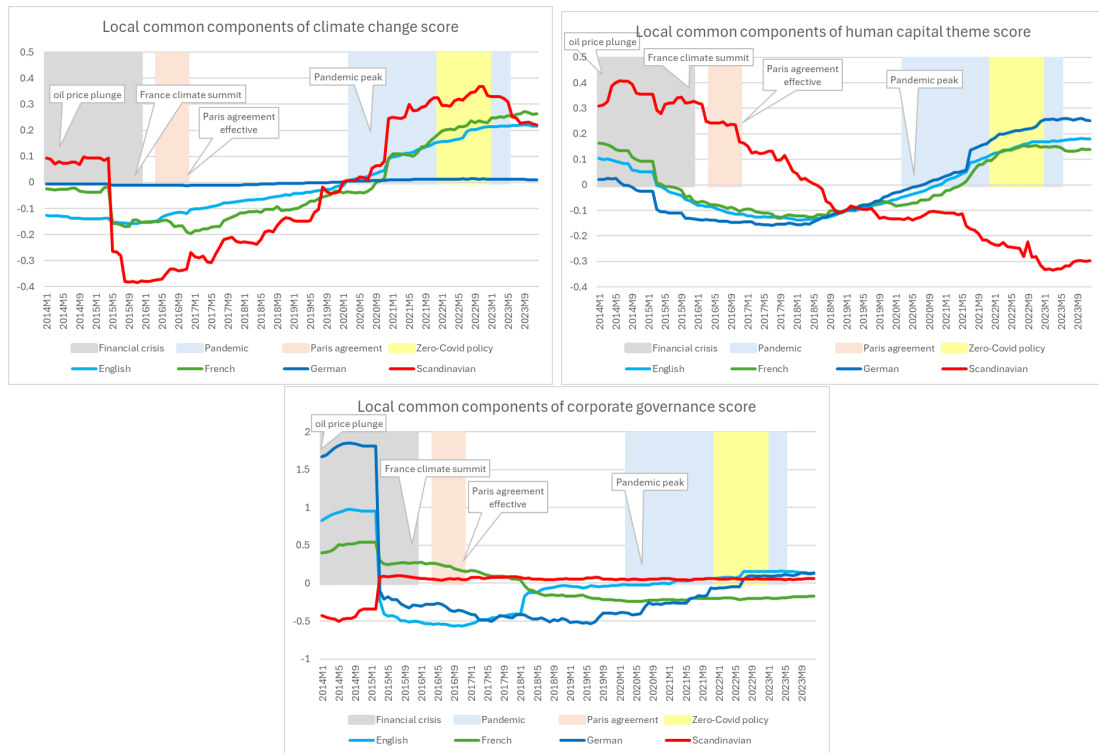 Local common components of climate change score
0.5
0.4
0.3
0.2
0.1
0
-0.1
-0.2
-0.3
-0.4
oil price plunge
France climate summit
Paris agreement
effective
Pandemic peak
2014M1
2014M5
2014M9
2015M1
2015M5
2015M9
2016M1
2016M5
2016M9
2017M1
2017M5
2017M9
2018M1
2018M5
2018M9
2019M1
2019M5
2019M9
2020M1
2020M5
2020M9
2021M1
2021M5
2021M9
2022M1
2022M5
2022M9
2023M1
2023M5
2023M9
Financial crisis
Pandemic
Paris agreement
Zero-Covid policy
English
French
German
Scandinavian
Local common components of human capital theme score
0.5
0.4
0.3
0.2
0.1
0
-0.1
-0.2
-0.3
-0.4
oil price plunge
France climate summit
Paris agreement
effective
Pandemic peak
2014M1
2014M5
2014M9
2015M1
2015M5
2015M9
2016M1
2016M5
2016M9
2017M1
2017M5
2017M9
2018M1
2018M5
2018M9
2019M1
2019M5
2019M9
2020M1
2020M5
2020M9
2021M1
2021M5
2021M9
2022M1
2022M5
2022M9
2023M1
2023M5
2023M9
Financial crisis
Pandemic
Paris agreement
Zero-Covid policy
English
French
German
Scandinavian
Local common components of corporate governance score
2
1.5
1
0.5
0
-0.5
-1
oil price plunge
France climate summit
Paris agreement
effective
Pandemic peak
2014M1
2014M5
2014M9
2015M1
2015M5
2015M9
2016M1
2016M5
2016M9
2017M1
2017M5
2017M9
2018M1
2018M5
2018M9
2019M1
2019M5
2019M9
2020M1
2020M5
2020M9
2021M1
2021M5
2021M9
2022M1
2022M5
2022M9
2023M1
2023M5
2023M9
Financial crisis
Pandemic
Paris agreement
Zero-Covid policy
English
French
German
Scandinavian